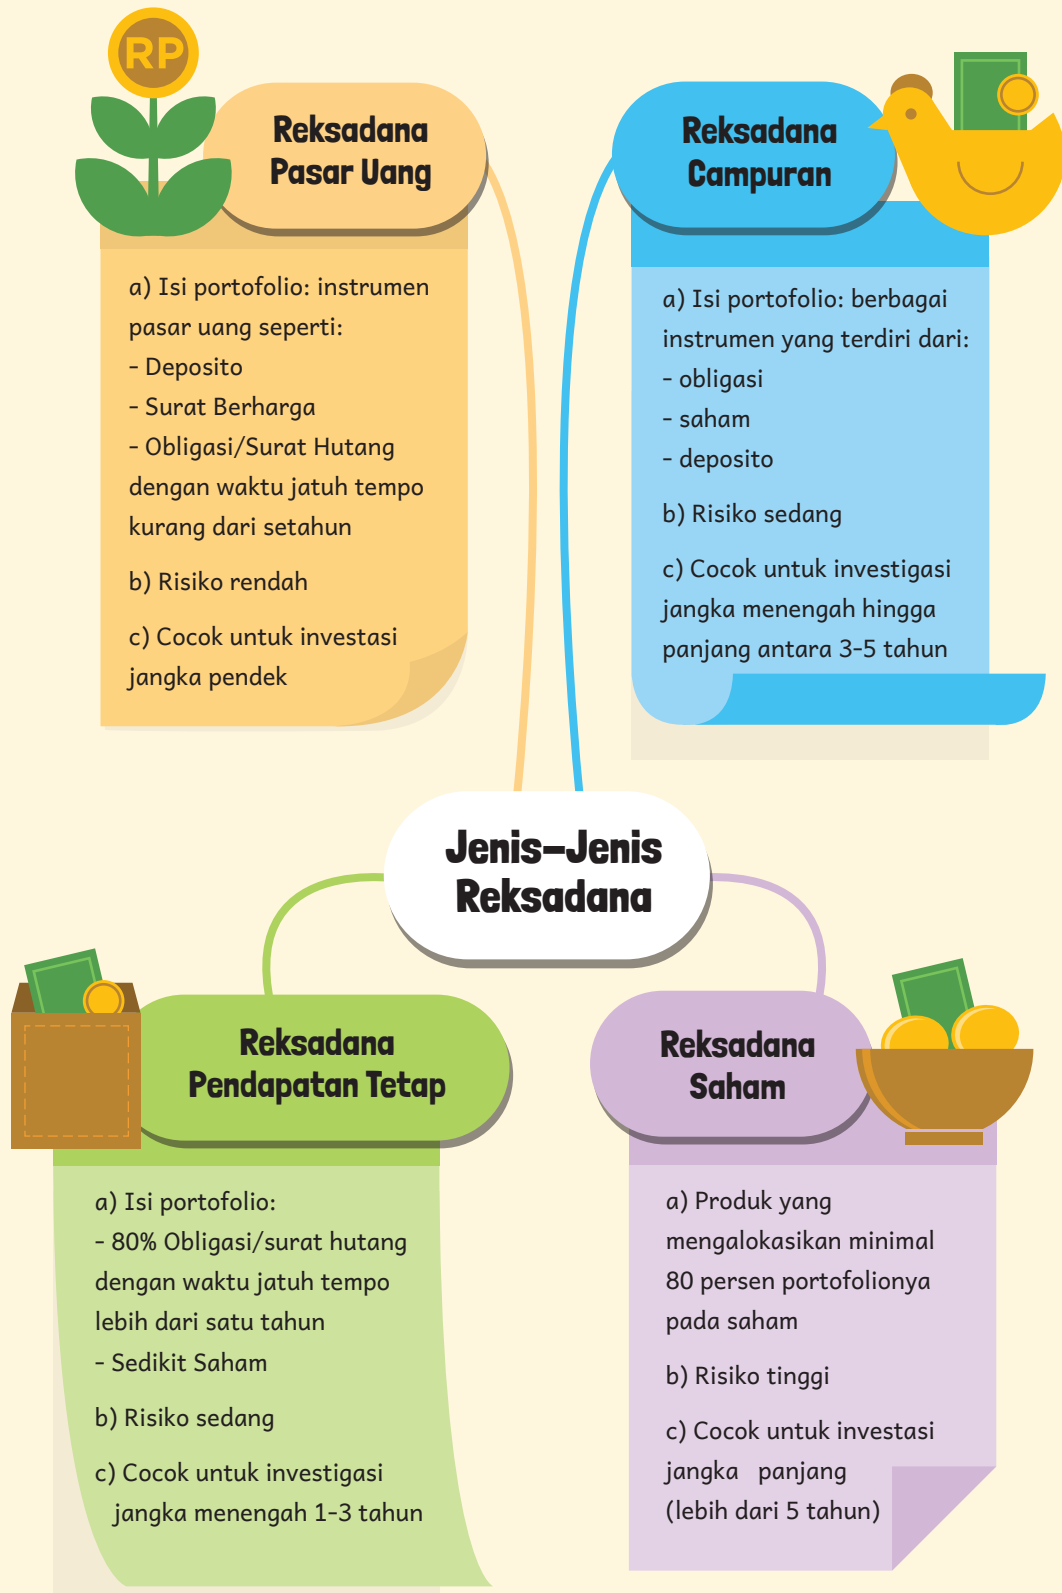 RP
Reksadana
Pasar Uang
a) Isi portofolio: instrumen
pasar uang seperti:
- Deposito
- Surat Berharga
- Obligasi/Surat Hutang
dengan waktu jatuh tempo
kurang dari setahun
b) Risiko rendah
c) Cocok untuk investasi
jangka pendek
Reksadana
Campuran
a) Isi portofolio: berbagai
instrumen yang terdiri dari:
- obligasi
- saham
- deposito
b) Risiko sedang
c) Cocok untuk investigasi
jangka menengah hingga
panjang antara 3-5 tahun
Jenis-Jenis
Reksadana
Reksadana
Pendapatan Tetap
a) Isi portofolio:
- 80% Obligasi/surat hutang
dengan waktu jatuh tempo
lebih dari satu tahun
- Sedikit Saham
b) Risiko sedang
c) Cocok untuk investigasi
jangka menengah 1-3 tahun
Reksadana
Saham
a) Produk yang
mengalokasikan minimal
80 persen portofolionya
pada saham
b) Risiko tinggi
c) Cocok untuk investasi
jangka panjang
(lebih dari 5 tahun)